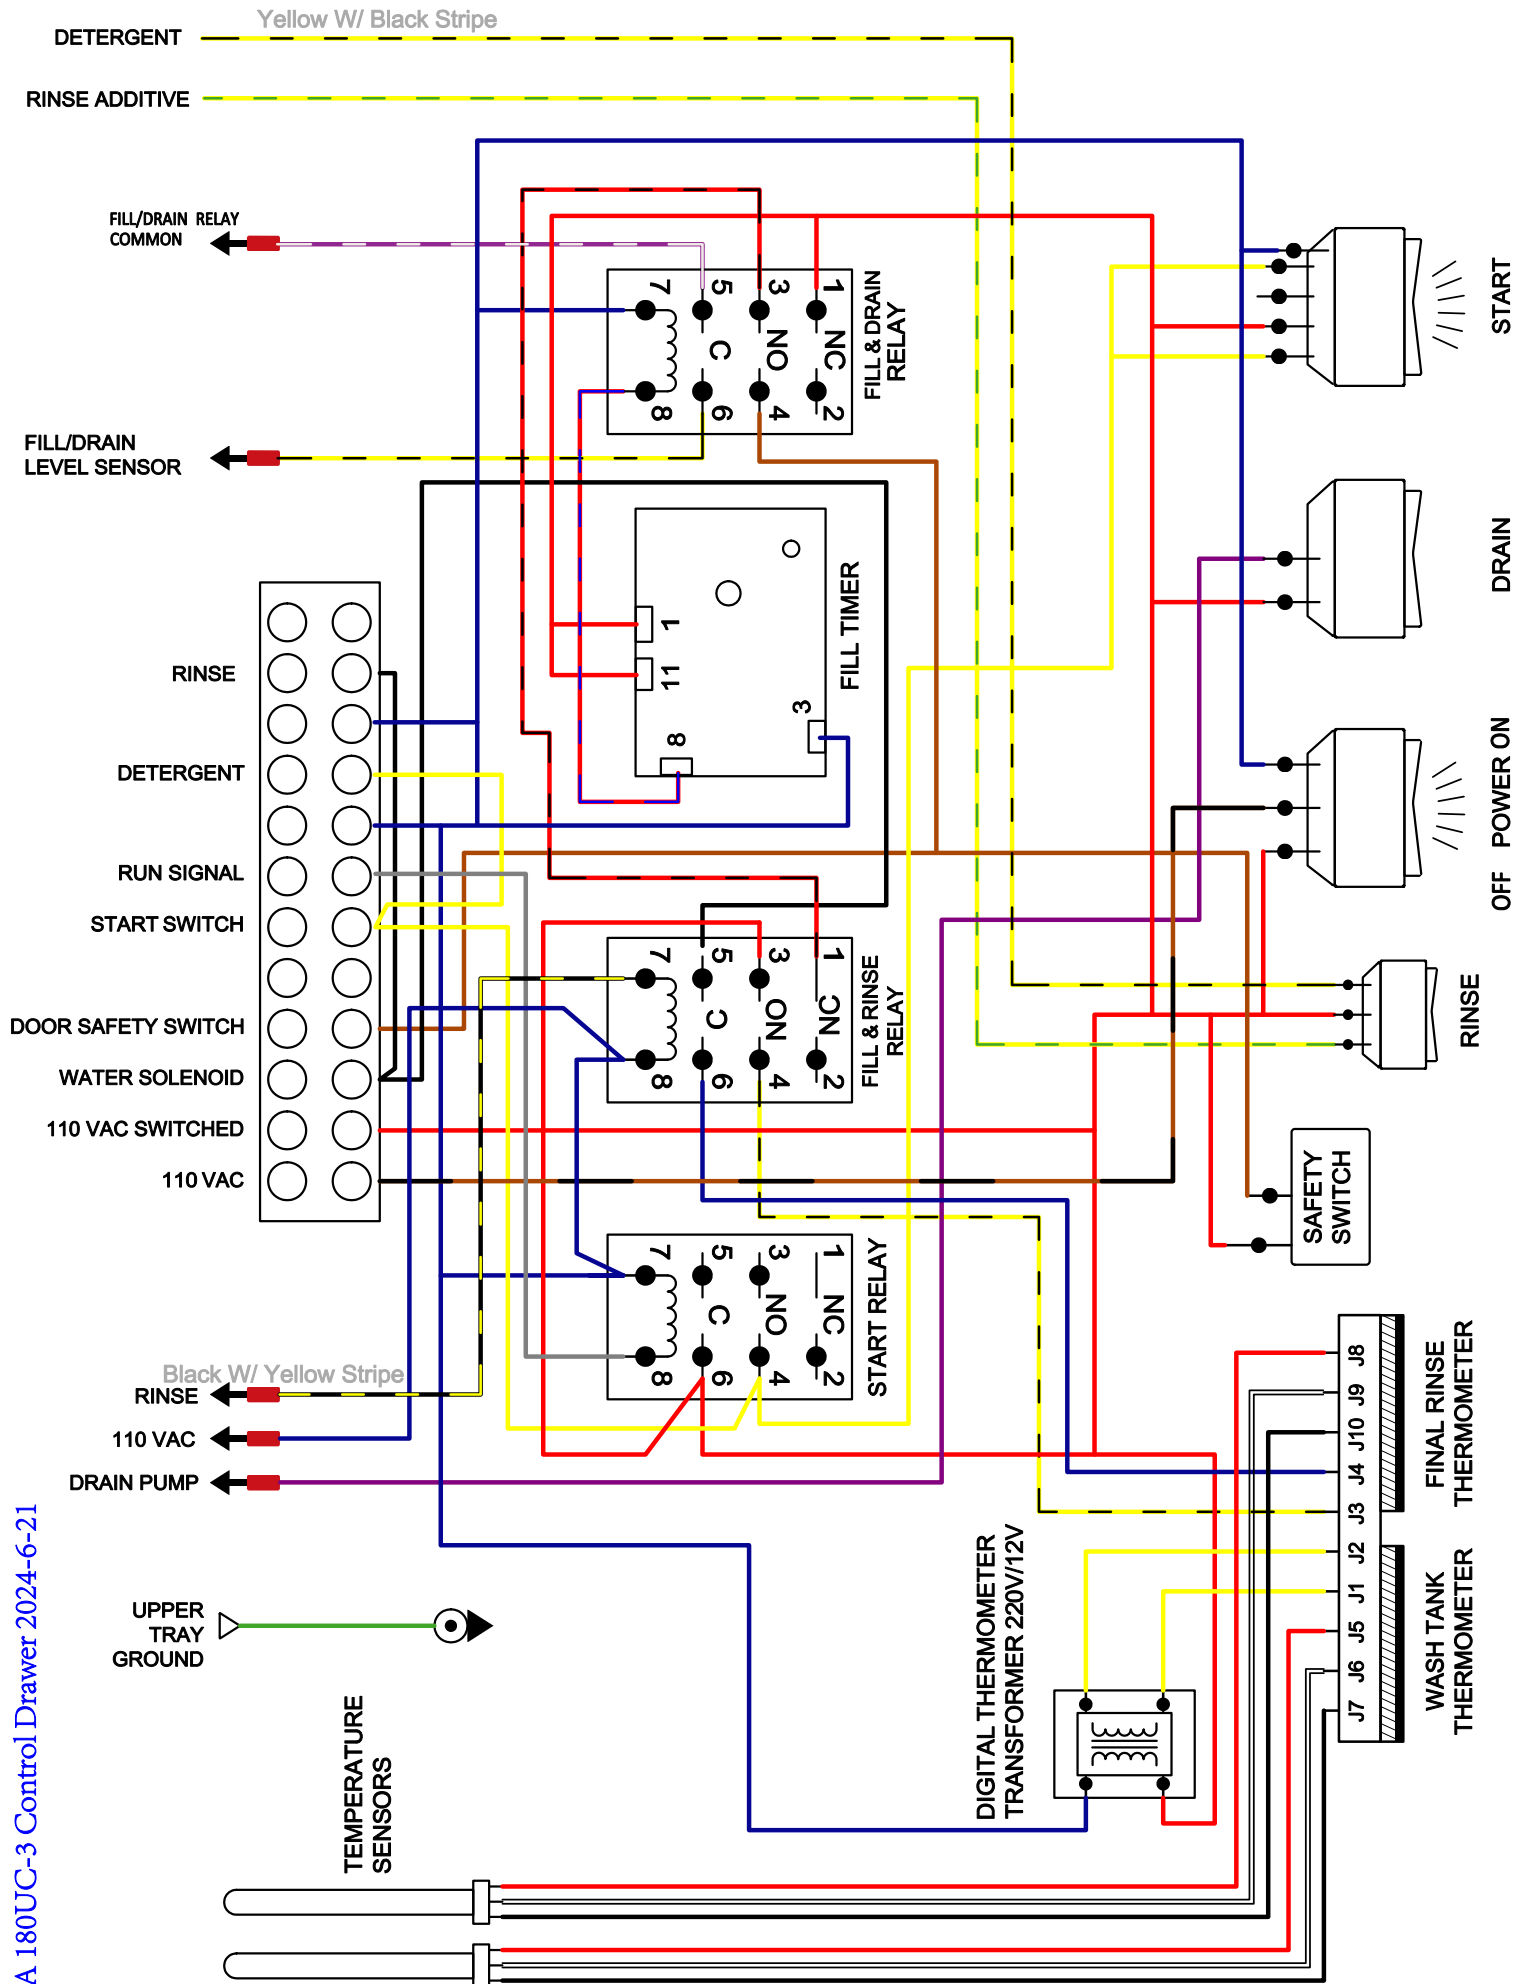 Yellow W/ Black Stripe
DETERGENT
RINSE ADDITIVE
FILL/DRAIN RELAY
COMMON
7 5 3 1
C NO NC
8 6 4 2
FILL & DRAIN
RELAY
START
FILL/DRAIN
LEVEL SENSOR
1
11
3
8
FILL TIMER
DRAIN
RINSE
DETERGENT
RUN SIGNAL
START SWITCH
DOOR SAFETY SWITCH
WATER SOLENOID
110 VAC SWITCHED
110 VAC
OFF POWER ON
7 5 3 1
C NO NC
8 6 4 2
FILL & RINSE
RELAY
RINSE
SAFETY
SWITCH
7 5 3 1
C NO NC
8 6 4 2
START RELAY
Black W/ Yellow Stripe
RINSE
110 VAC
DRAIN PUMP
J8
J9
J10
J4
J3
J2
J1
J5
J6
J7
FINAL RINSE
THERMOMETER
WASH TANK
THERMOMETER
DIGITAL THERMOMETER
TRANSFORMER 220V/12V
UPPER
TRAY
GROUND
TEMPERATURE
SENSORS
A 180UC-3 Control Drawer 2024-6-21